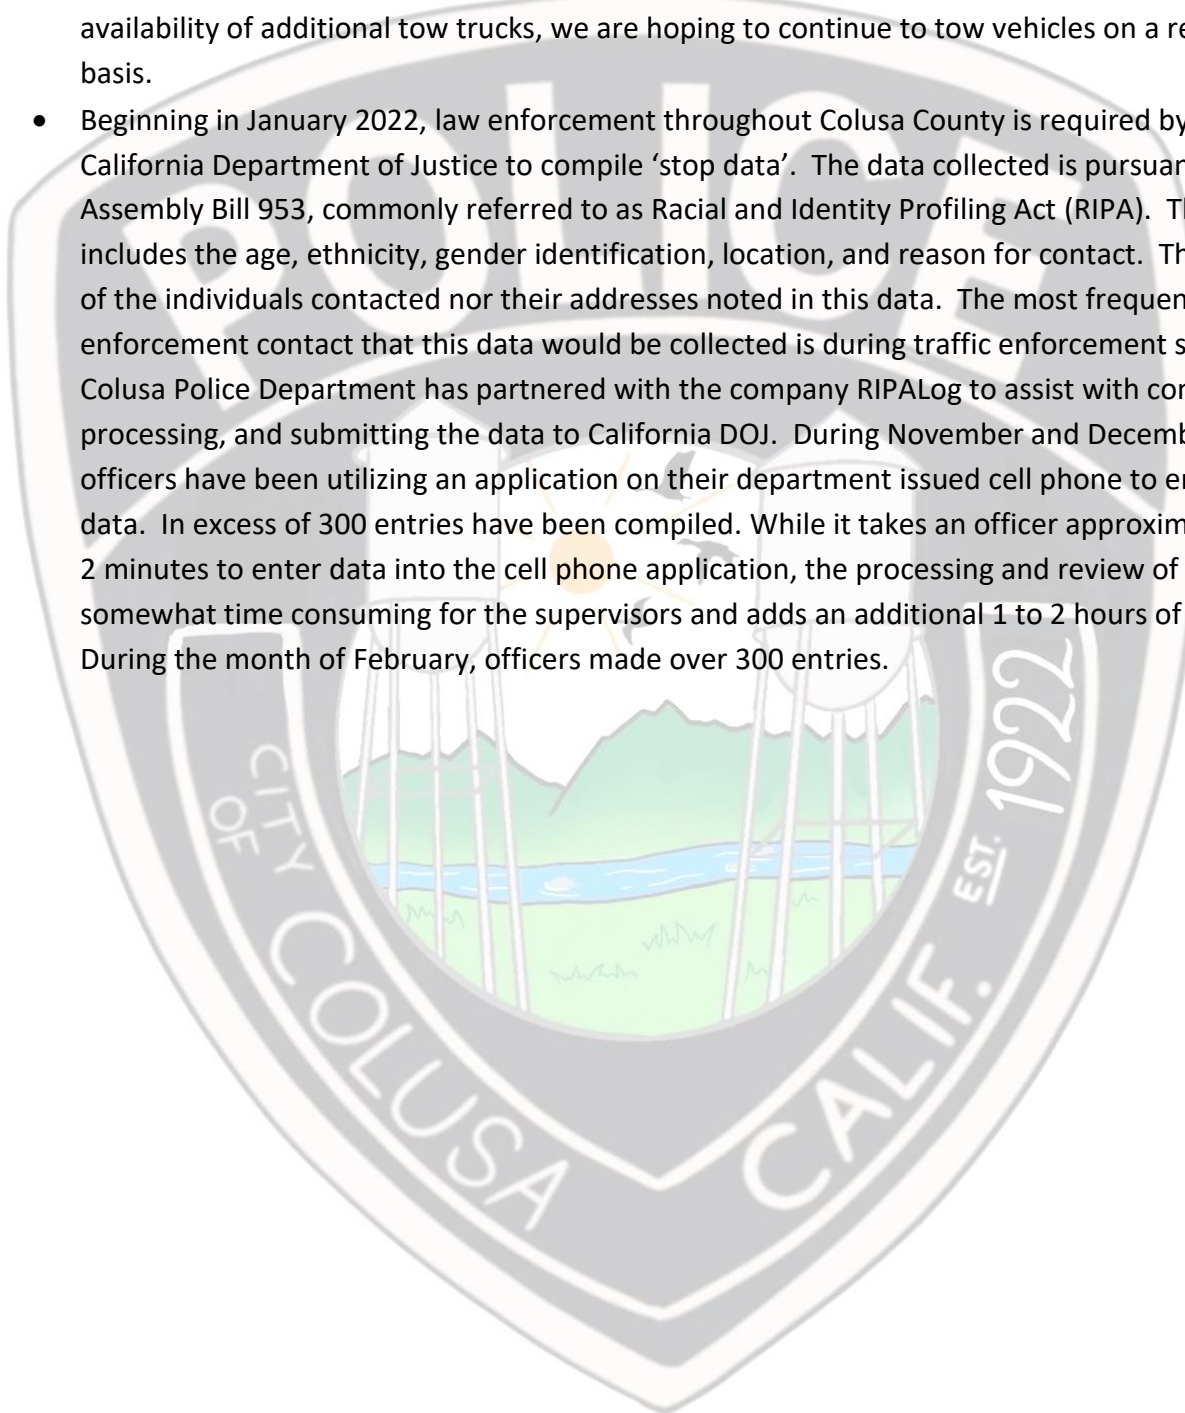 availability of additional tow trucks, we are hoping to continue to tow vehicles on a re
basis.
• Beginning in January 2022, law enforcement throughout Colusa County is required by
California Department of Justice to compile ‘stop data’.  The data collected is pursuan
Assembly Bill 953, commonly referred to as Racial and Identity Profiling Act (RIPA).  Th
includes the age, ethnicity, gender identification, location, and reason for contact.  Th
of the individuals contacted nor their addresses noted in this data.  The most frequen
enforcement contact that this data would be collected is during traffic enforcement s
Colusa Police Department has partnered with the company RIPALog to assist with con
processing, and submitting the data to California DOJ.  During November and Decemb
officers have been utilizing an application on their department issued cell phone to en
data.  In excess of 300 entries have been compiled. While it takes an officer approxim
2 minutes to enter data into the cell phone application, the processing and review of
somewhat time consuming for the supervisors and adds an additional 1 to 2 hours of
During the month of February, officers made over 300 entries.
POLICE
CITY
OF
COLUSA
CALIF.
EST. 1922